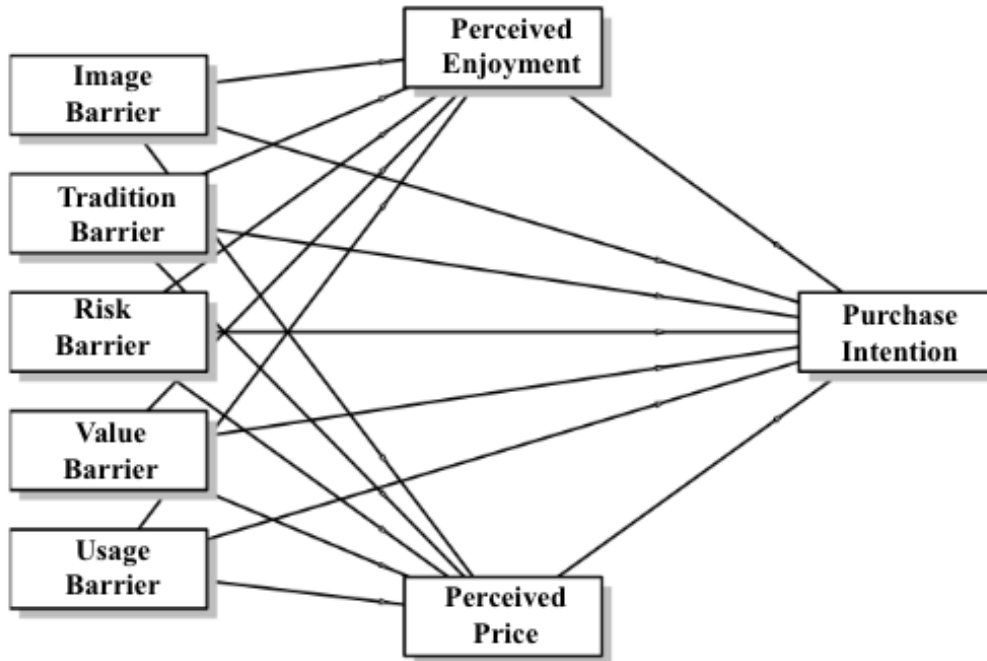 Perceived
Enjoyment
Image
Barrier
Tradition
Barrier
Risk
Barrier
Value
Barrier
Usage
Barrier
Purchase
Intention
Perceived
Price